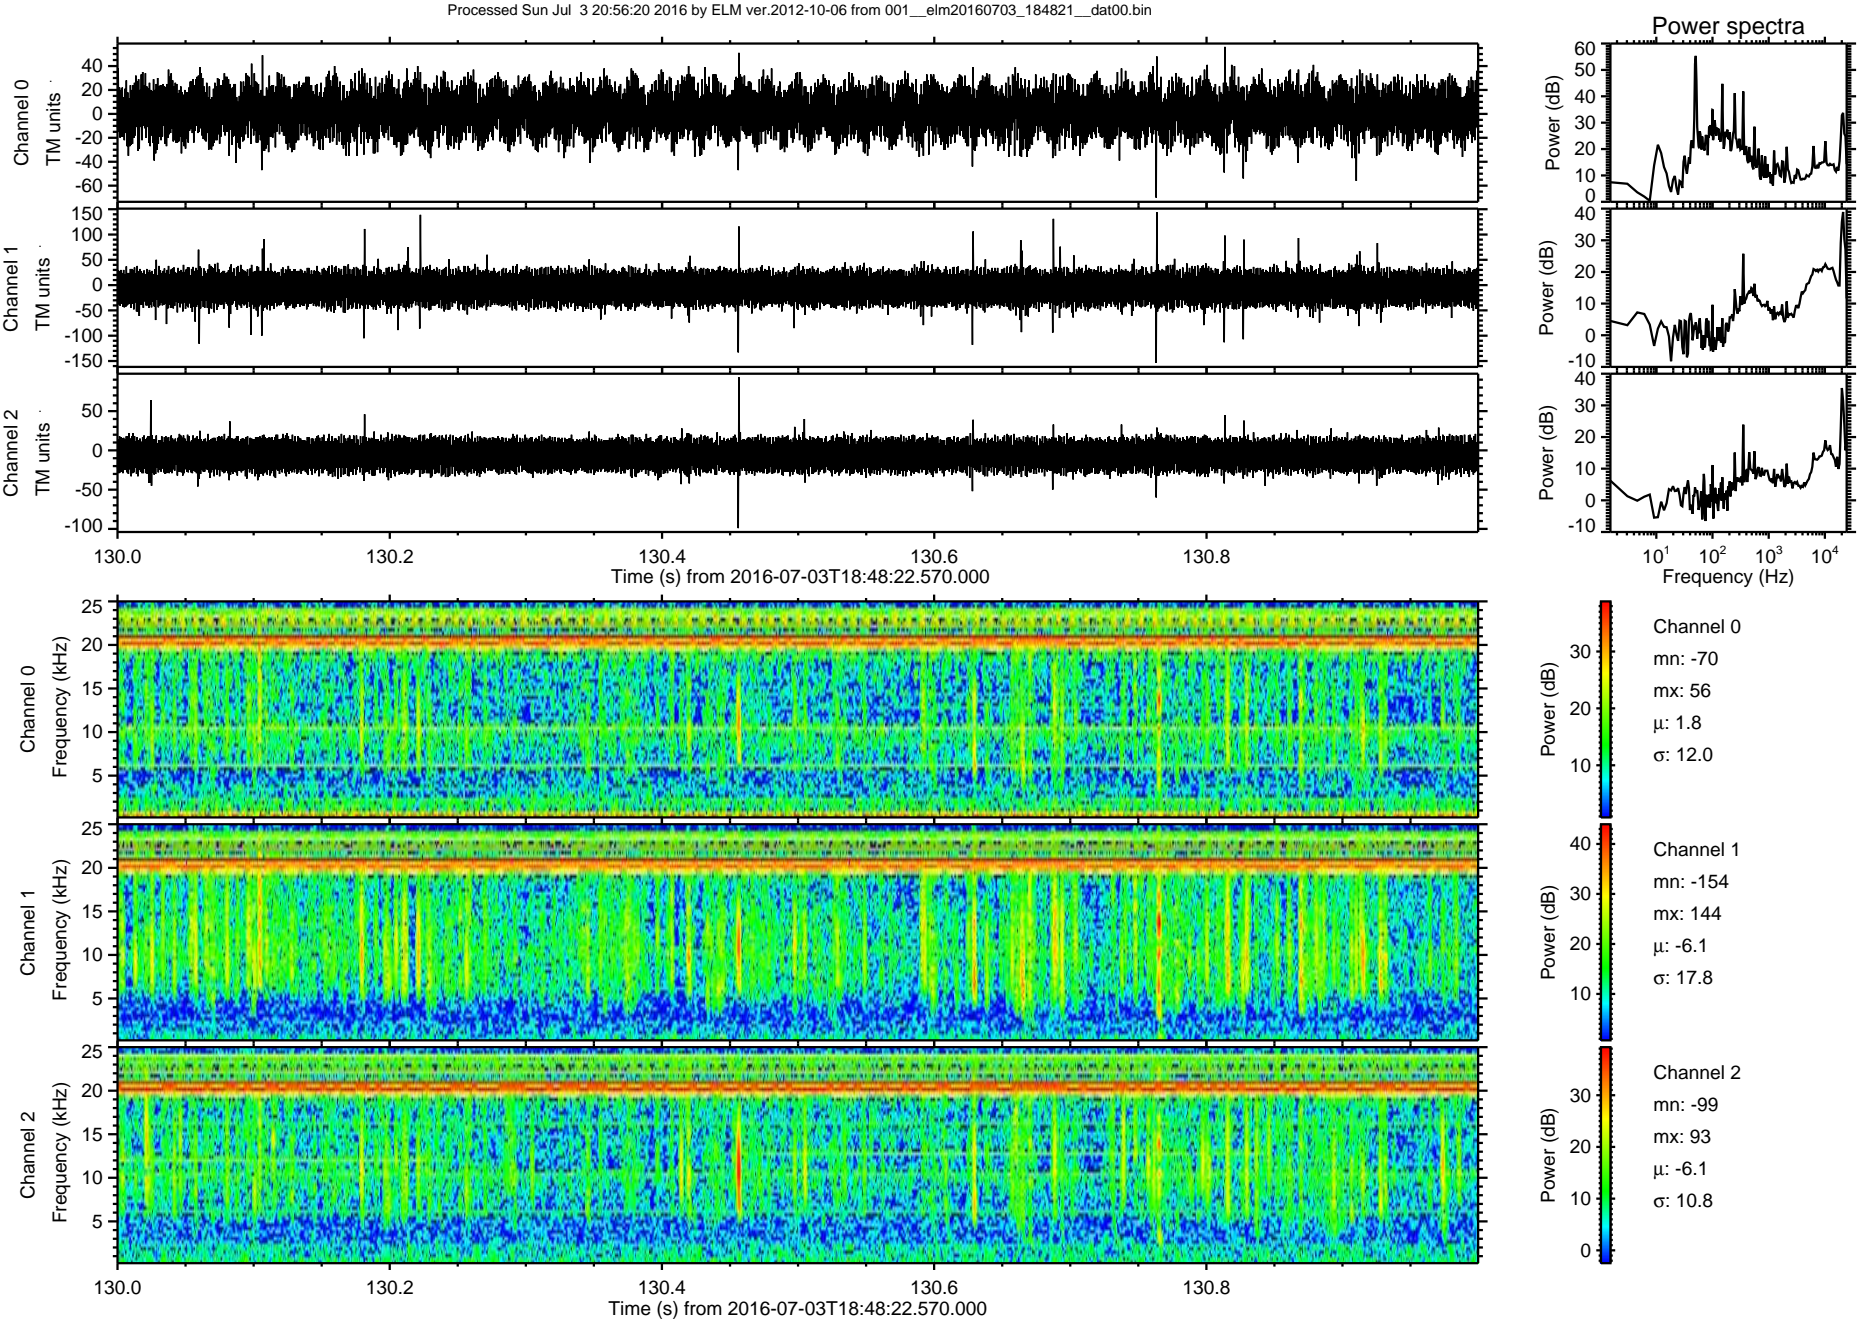 Processed Sun Jul  3 20:56:20 2016 by ELM ver.2012-10-06 from 001__elm20160703_184821__dat00.bin
Power spectra
Channel 0
TM units
40
20
0
-20
-40
-60
Power (dB)
60
50
40
30
20
10
0
Channel 1
TM units
150
100
50
0
-50
-100
-150
Power (dB)
40
30
20
10
0
-10
Channel 2
TM units
50
0
-50
-100
Power (dB)
40
30
20
10
0
-10
130.0 130.2 130.4 130.6 130.8
Time (s) from 2016-07-03T18:48:22.570.000
10¹ 10² 10³ 10⁴
Frequency (Hz)
Channel 0
Frequency (kHz)
25
20
15
10
5
Power (dB)
30
20
10
Channel 0
mn: -70
mx: 56
μ: 1.8
σ: 12.0
Channel 1
Frequency (kHz)
25
20
15
10
5
Power (dB)
40
30
20
10
Channel 1
mn: -154
mx: 144
μ: -6.1
σ: 17.8
Channel 2
Frequency (kHz)
25
20
15
10
5
Power (dB)
30
20
10
0
Channel 2
mn: -99
mx: 93
μ: -6.1
σ: 10.8
130.0 130.2 130.4 130.6 130.8
Time (s) from 2016-07-03T18:48:22.570.000